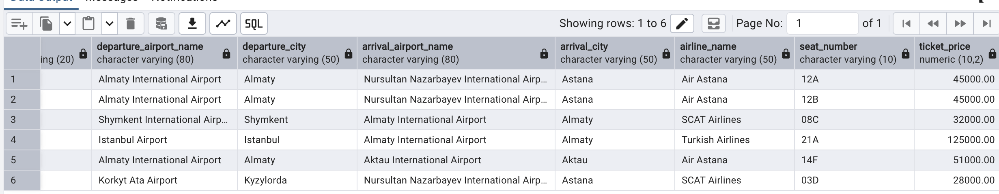 Data Output Messages Notifications
SQL Showing rows: 1 to 6 Page No: 1 of 1
departure_airport_name departure_city arrival_airport_name arrival_city airline_name seat_number ticket_price
ing (20) character varying (80) character varying (50) character varying (80) character varying (50) character varying (50) character varying (10) numeric (10,2)
1 Almaty International Airport Almaty Nursultan Nazarbayev International Airp… Astana Air Astana 12A 45000.00
2 Almaty International Airport Almaty Nursultan Nazarbayev International Airp… Astana Air Astana 12B 45000.00
3 Shymkent International Airp… Shymkent Almaty International Airport Almaty SCAT Airlines 08C 32000.00
4 Istanbul Airport Istanbul Almaty International Airport Almaty Turkish Airlines 21A 125000.00
5 Almaty International Airport Almaty Aktau International Airport Aktau Air Astana 14F 51000.00
6 Korkyt Ata Airport Kyzylorda Nursultan Nazarbayev International Airp… Astana SCAT Airlines 03D 28000.00